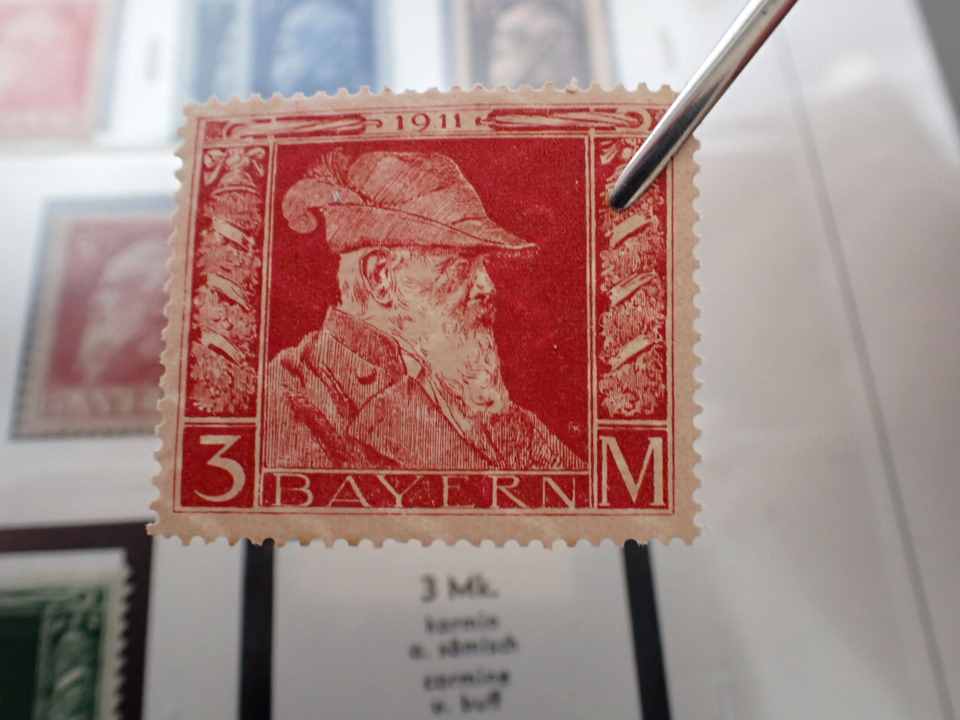 1911
3 BAYERN M
3 Mk.
karmin
a. sämisch
carmine
o. buff